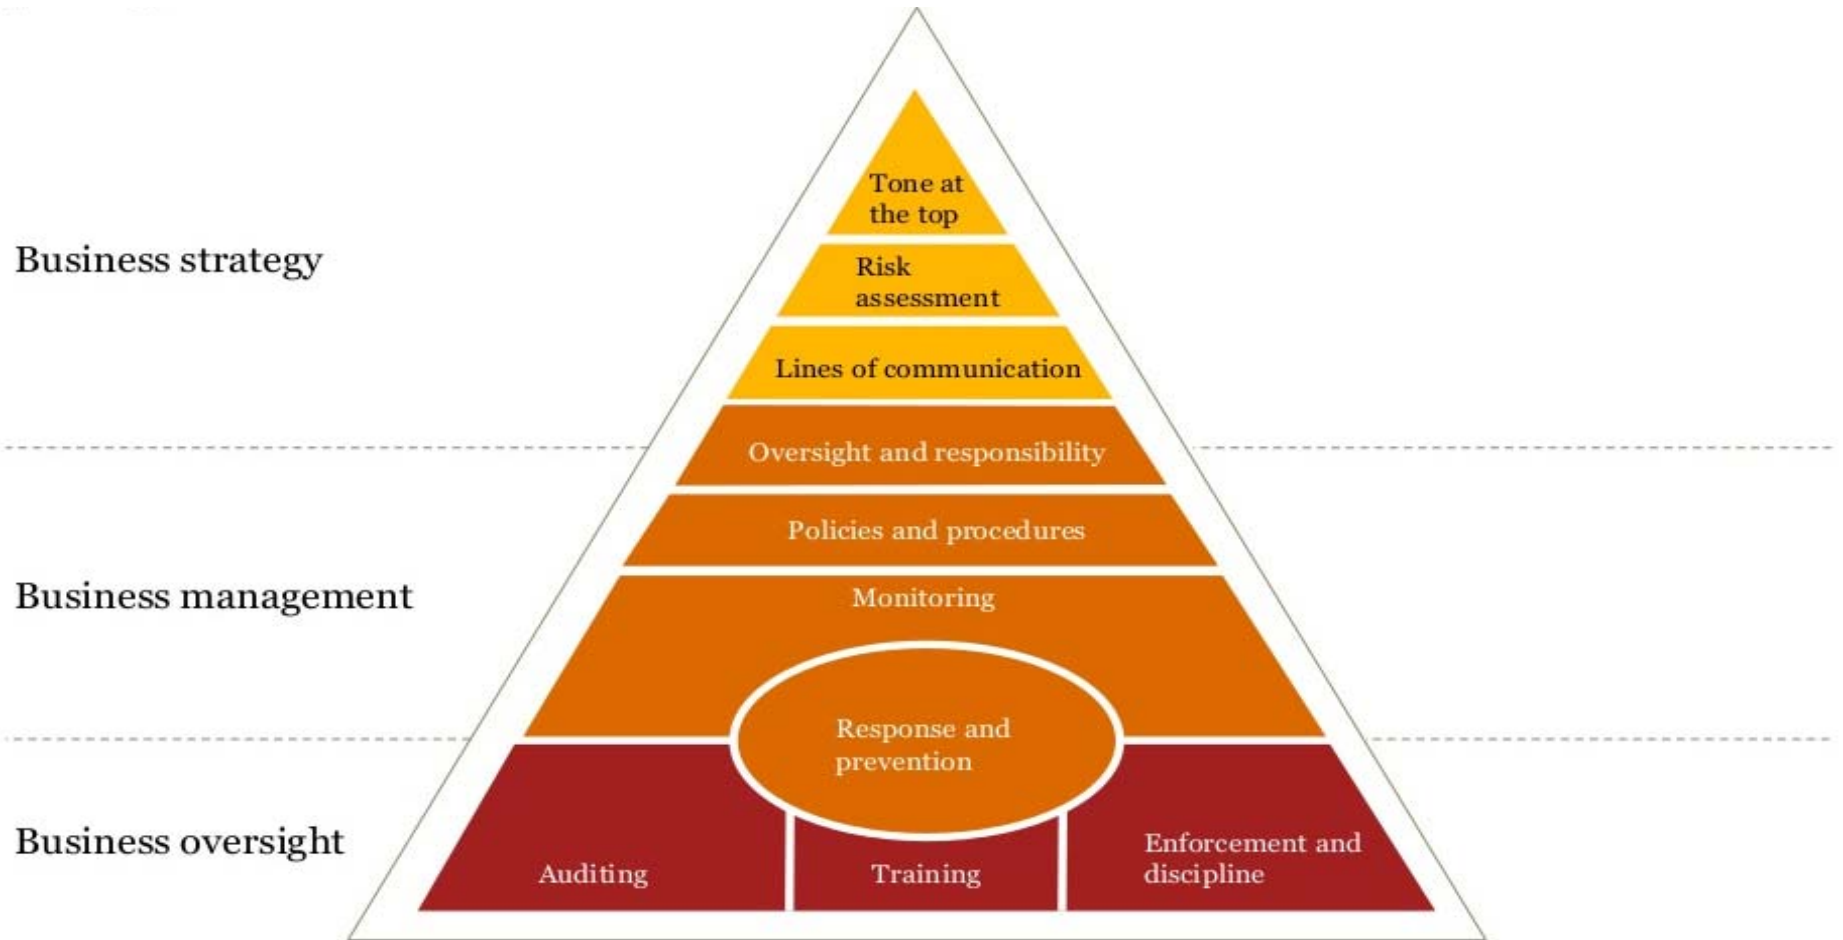 Tone at
the top
Business strategy
Risk
assessment
Lines of communication
Oversight and responsibility
Policies and procedures
Business management
Monitoring
Response and
prevention
Business oversight
Enforcement and
discipline
Auditing
Training